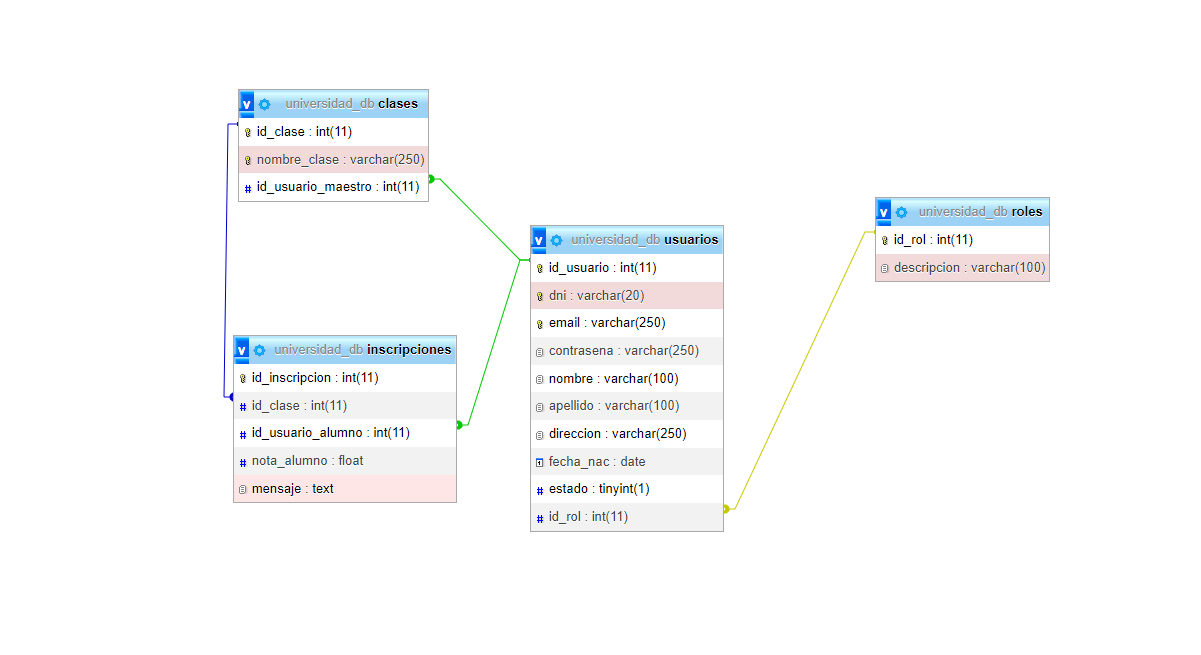 v universidad_db clases
id_clase : int(11)
nombre_clase : varchar(250)
# id_usuario_maestro : int(11)
v universidad_db inscripciones
id_inscripcion : int(11)
# id_clase : int(11)
# id_usuario_alumno : int(11)
# nota_alumno : float
mensaje : text
v universidad_db usuarios
id_usuario : int(11)
dni : varchar(20)
email : varchar(250)
contrasena : varchar(250)
nombre : varchar(100)
apellido : varchar(100)
direccion : varchar(250)
fecha_nac : date
# estado : tinyint(1)
# id_rol : int(11)
v universidad_db roles
id_rol : int(11)
descripcion : varchar(100)